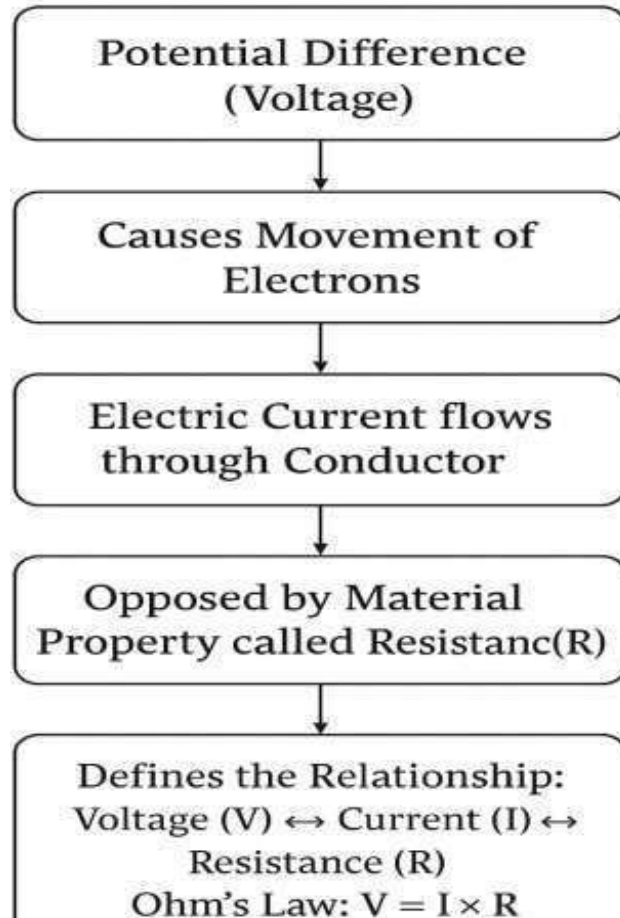 Potential Difference
(Voltage)
Causes Movement of
Electrons
Electric Current flows
through Conductor
Opposed by Material
Property called Resistanc(R)
Defines the Relationship:
Voltage (V) ↔ Current (I) ↔
Resistance (R)
Ohm's Law: V = I × R